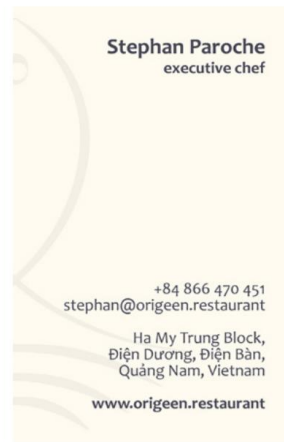 Stephan Paroche
executive chef
+84 866 470 451
stephan@origeen.restaurant
Ha My Trung Block,
Điện Dương, Điện Bàn,
Quảng Nam, Vietnam
www.origeen.restaurant